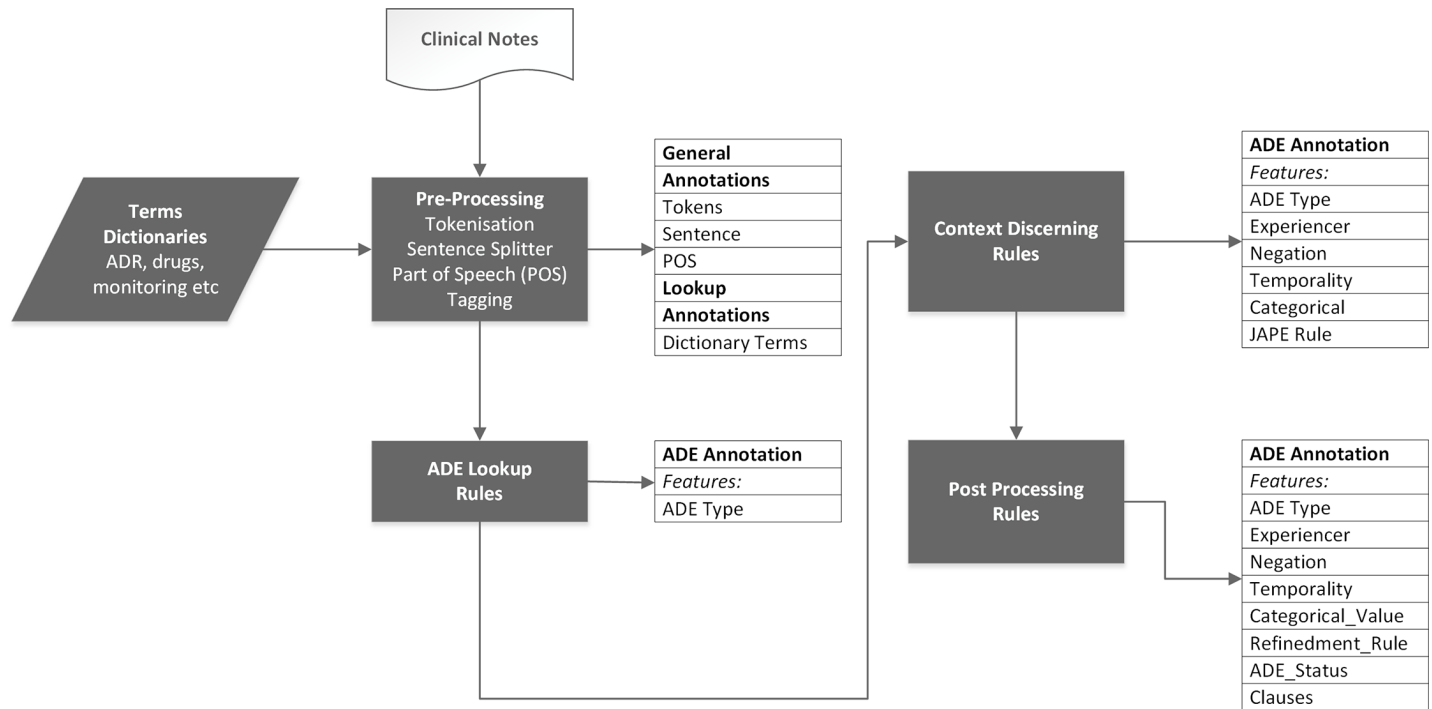 Clinical Notes
Terms
Dictionaries
ADR, drugs,
monitoring etc
Pre-Processing
Tokenisation
Sentence Splitter
Part of Speech (POS)
Tagging
General
Annotations
Tokens
Sentence
POS
Lookup
Annotations
Dictionary Terms
ADE Lookup
Rules
ADE Annotation
Features:
ADE Type
Context Discerning
Rules
ADE Annotation
Features:
ADE Type
Experiencer
Negation
Temporality
Categorical
JAPE Rule
Post Processing
Rules
ADE Annotation
Features:
ADE Type
Experiencer
Negation
Temporality
Categorical_Value
Refinedment_Rule
ADE_Status
Clauses